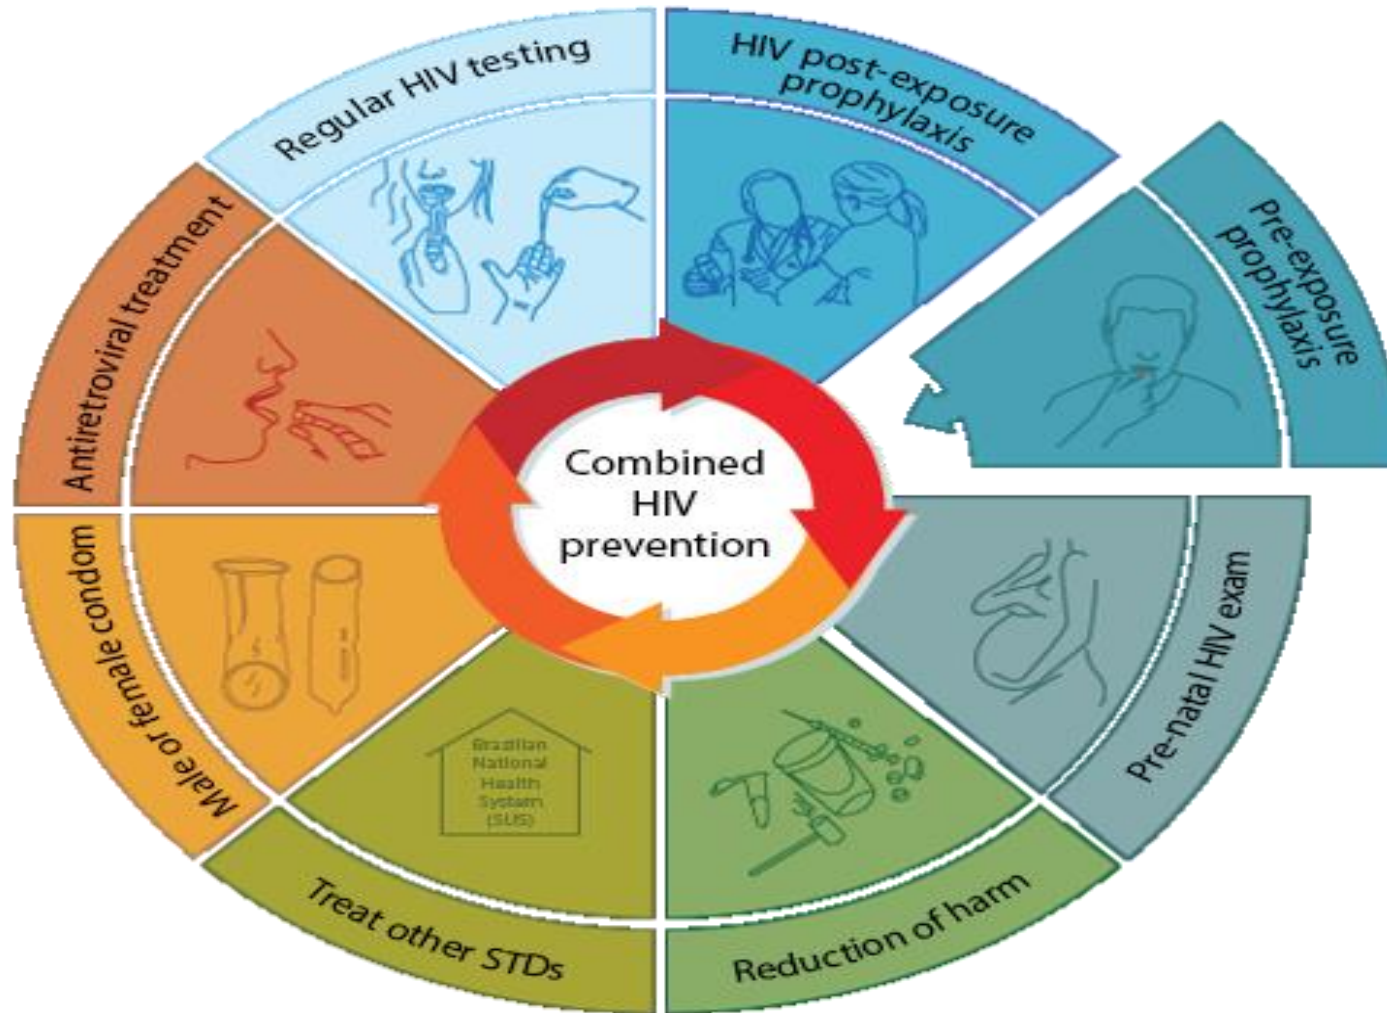 Regular HIV testing
HIV post-exposure
prophylaxis
Pre-exposure
prophylaxis
Pre-natal HIV exam
Reduction of harm
Treat other STDs
Male or female condom
Antiretroviral treatment
Combined
HIV
prevention
Brazilian
National
Health
System
(SUS)